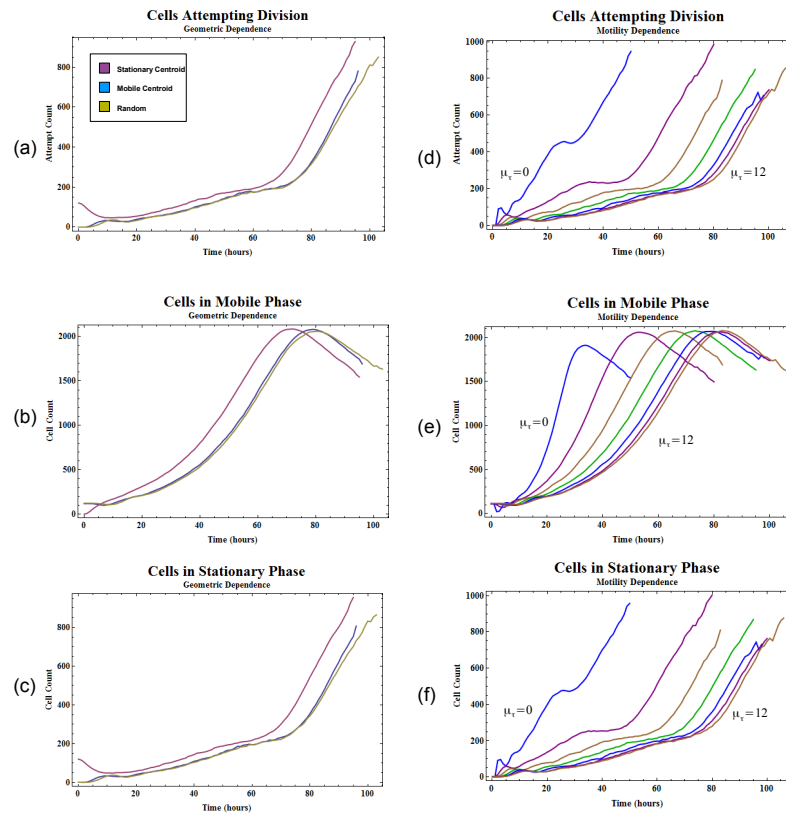 Cells Attempting Division
Geometric Dependence
Stationary Centroid
Mobile Centroid
Random
(a)
Attempt Count
0
200
400
600
800
0
20
40
60
80
100
Time (hours)
Cells Attempting Division
Motility Dependence
(d)
Attempt Count
0
200
400
600
800
1000
μτ=0
μτ=12
0
20
40
60
80
100
Time (hours)
Cells in Mobile Phase
Geometric Dependence
(b)
Cell Count
0
500
1000
1500
2000
0
20
40
60
80
100
Time (hours)
Cells in Mobile Phase
Motility Dependence
(e)
Cell Count
0
500
1000
1500
2000
μτ=0
μτ=12
0
20
40
60
80
100
Time (hours)
Cells in Stationary Phase
Geometric Dependence
(c)
Cell Count
0
200
400
600
800
0
20
40
60
80
100
Time (hours)
Cells in Stationary Phase
Motility Dependence
(f)
Cell Count
0
200
400
600
800
1000
μτ=0
μτ=12
0
20
40
60
80
100
Time (hours)